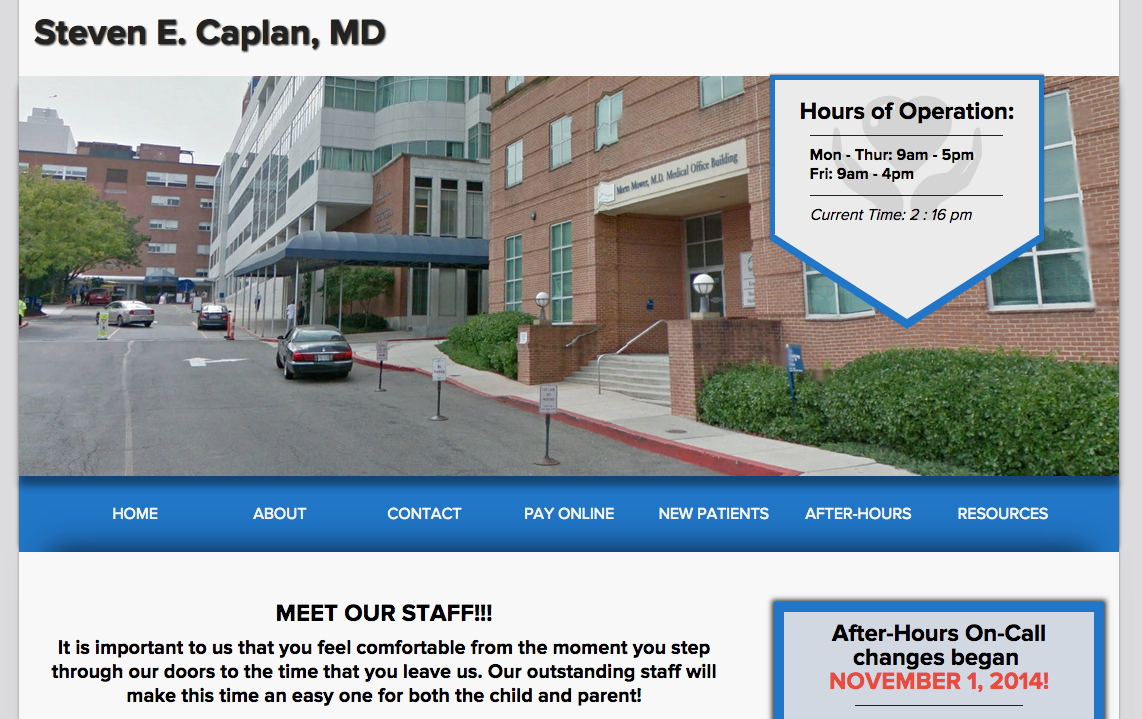 Steven E. Caplan, MD
Morton Mower, M.D. Medical Office Building
Hours of Operation:
Mon - Thur: 9am - 5pm
Fri: 9am - 4pm
Current Time: 2 : 16 pm
HOME ABOUT CONTACT PAY ONLINE NEW PATIENTS AFTER-HOURS RESOURCES
MEET OUR STAFF!!!
It is important to us that you feel comfortable from the moment you step
through our doors to the time that you leave us. Our outstanding staff will
make this time an easy one for both the child and parent!
After-Hours On-Call
changes began
NOVEMBER 1, 2014!